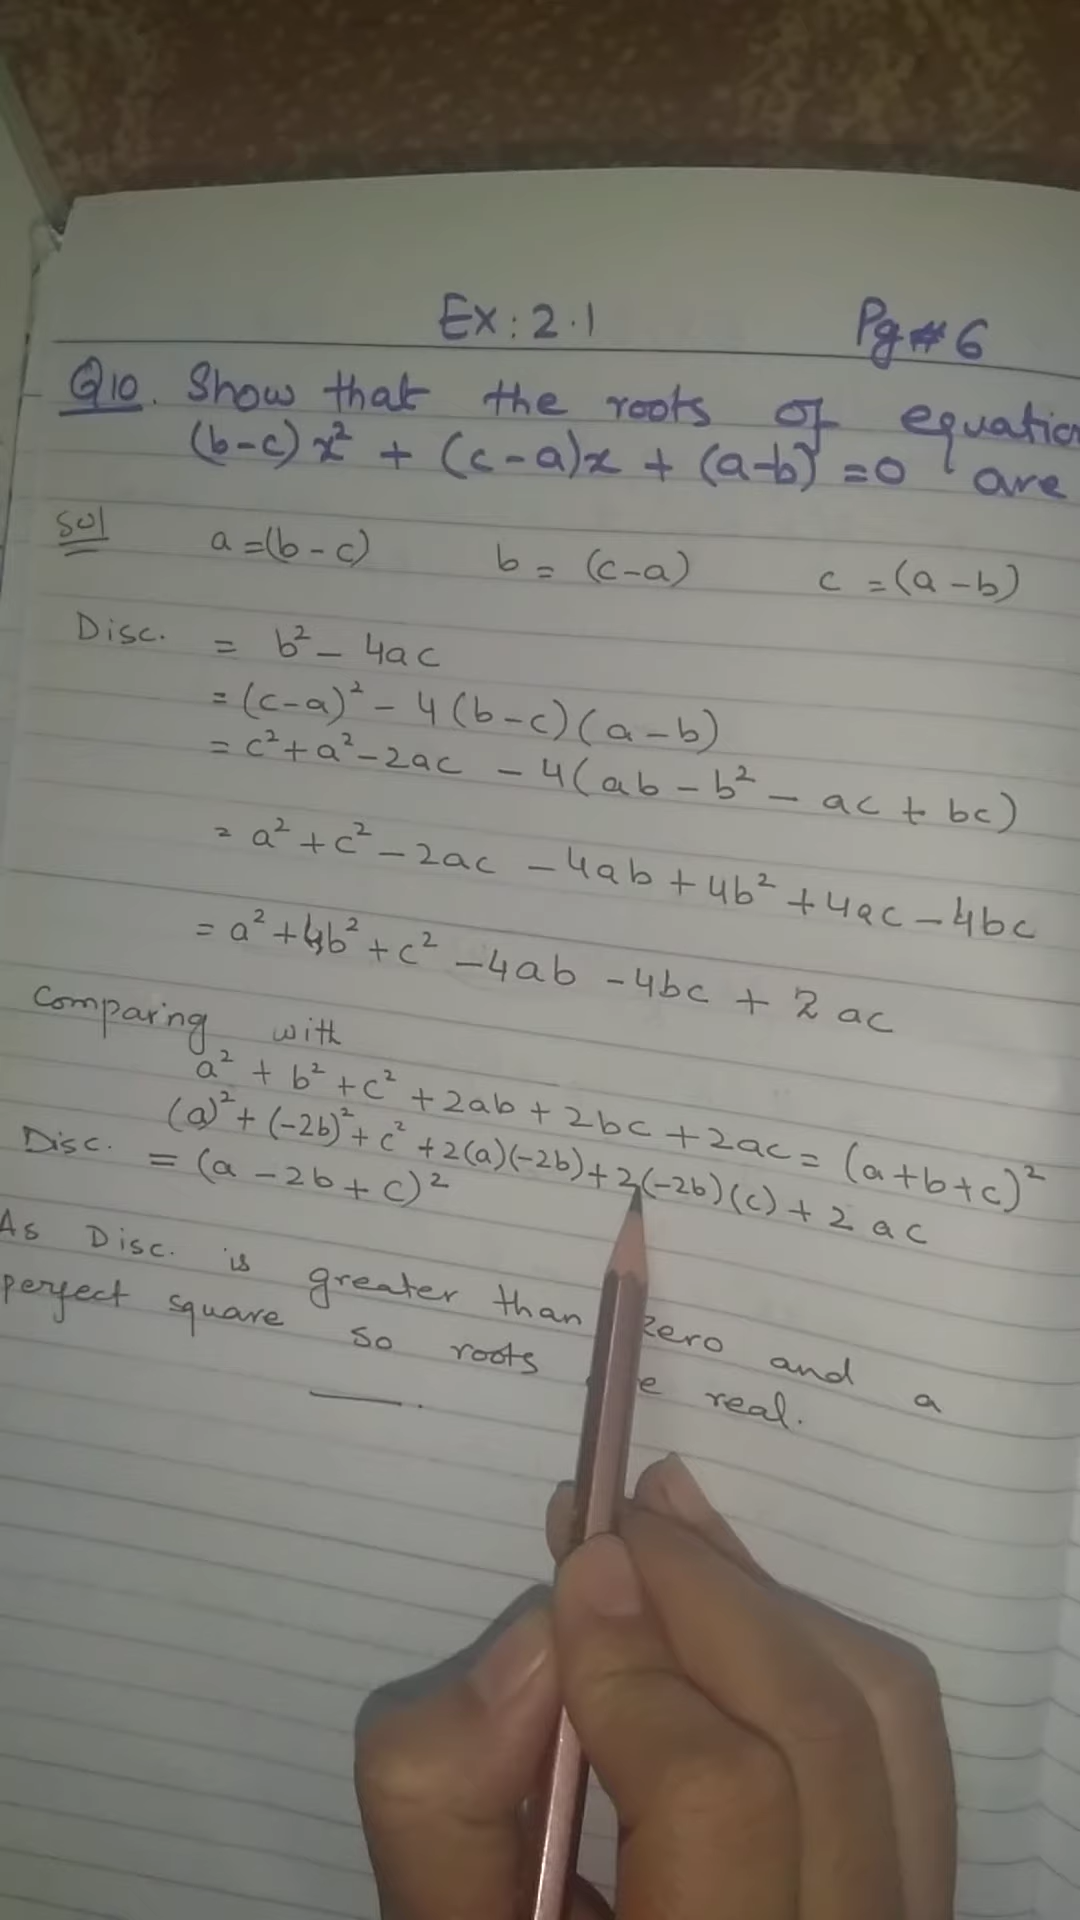 Ex: 2.1 Pg # 6
Q10. Show that the roots of equation
(b-c)x² + (c-a)x + (a-b) = 0 are
Sol a = (b-c) b = (c-a) c = (a-b)
Disc. = b² - 4ac
= (c-a)² - 4(b-c)(a-b)
= c² + a² - 2ac - 4(ab - b² - ac + bc)
= a² + c² - 2ac - 4ab + 4b² + 4ac - 4bc
= a² + 4b² + c² - 4ab - 4bc + 2ac
Comparing with
a² + b² + c² + 2ab + 2bc + 2ac = (a+b+c)²
(a)² + (-2b)² + c² + 2(a)(-2b) + 2(-2b)(c) + 2ac
Disc. = (a - 2b + c)²
As Disc. is greater than zero and a
perfect square so roots real.